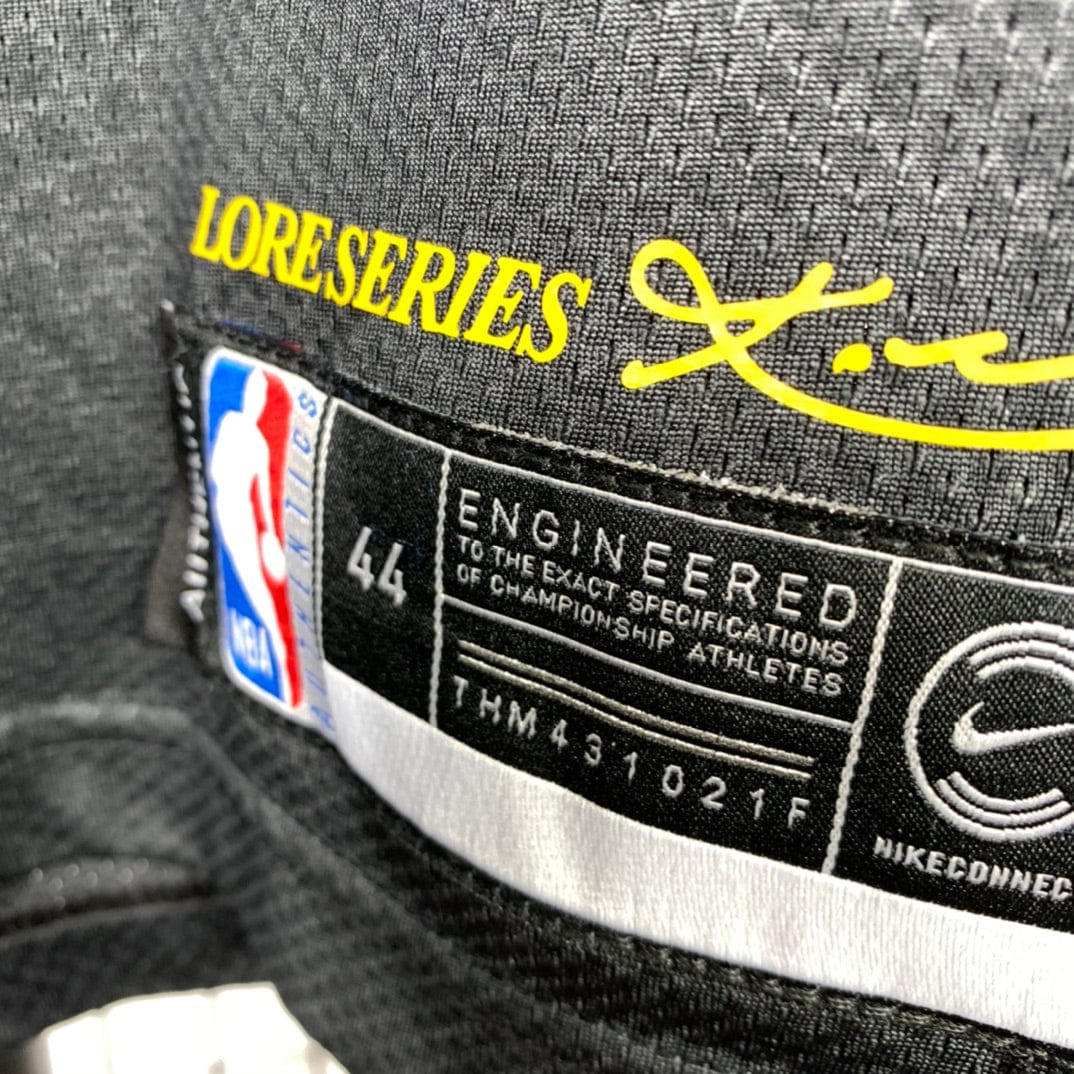 LORE SERIES
NBA
AUTHENTICS
44
ENGINEERED
TO THE EXACT SPECIFICATIONS
OF CHAMPIONSHIP ATHLETES
THM431021F
NIKECONNEC